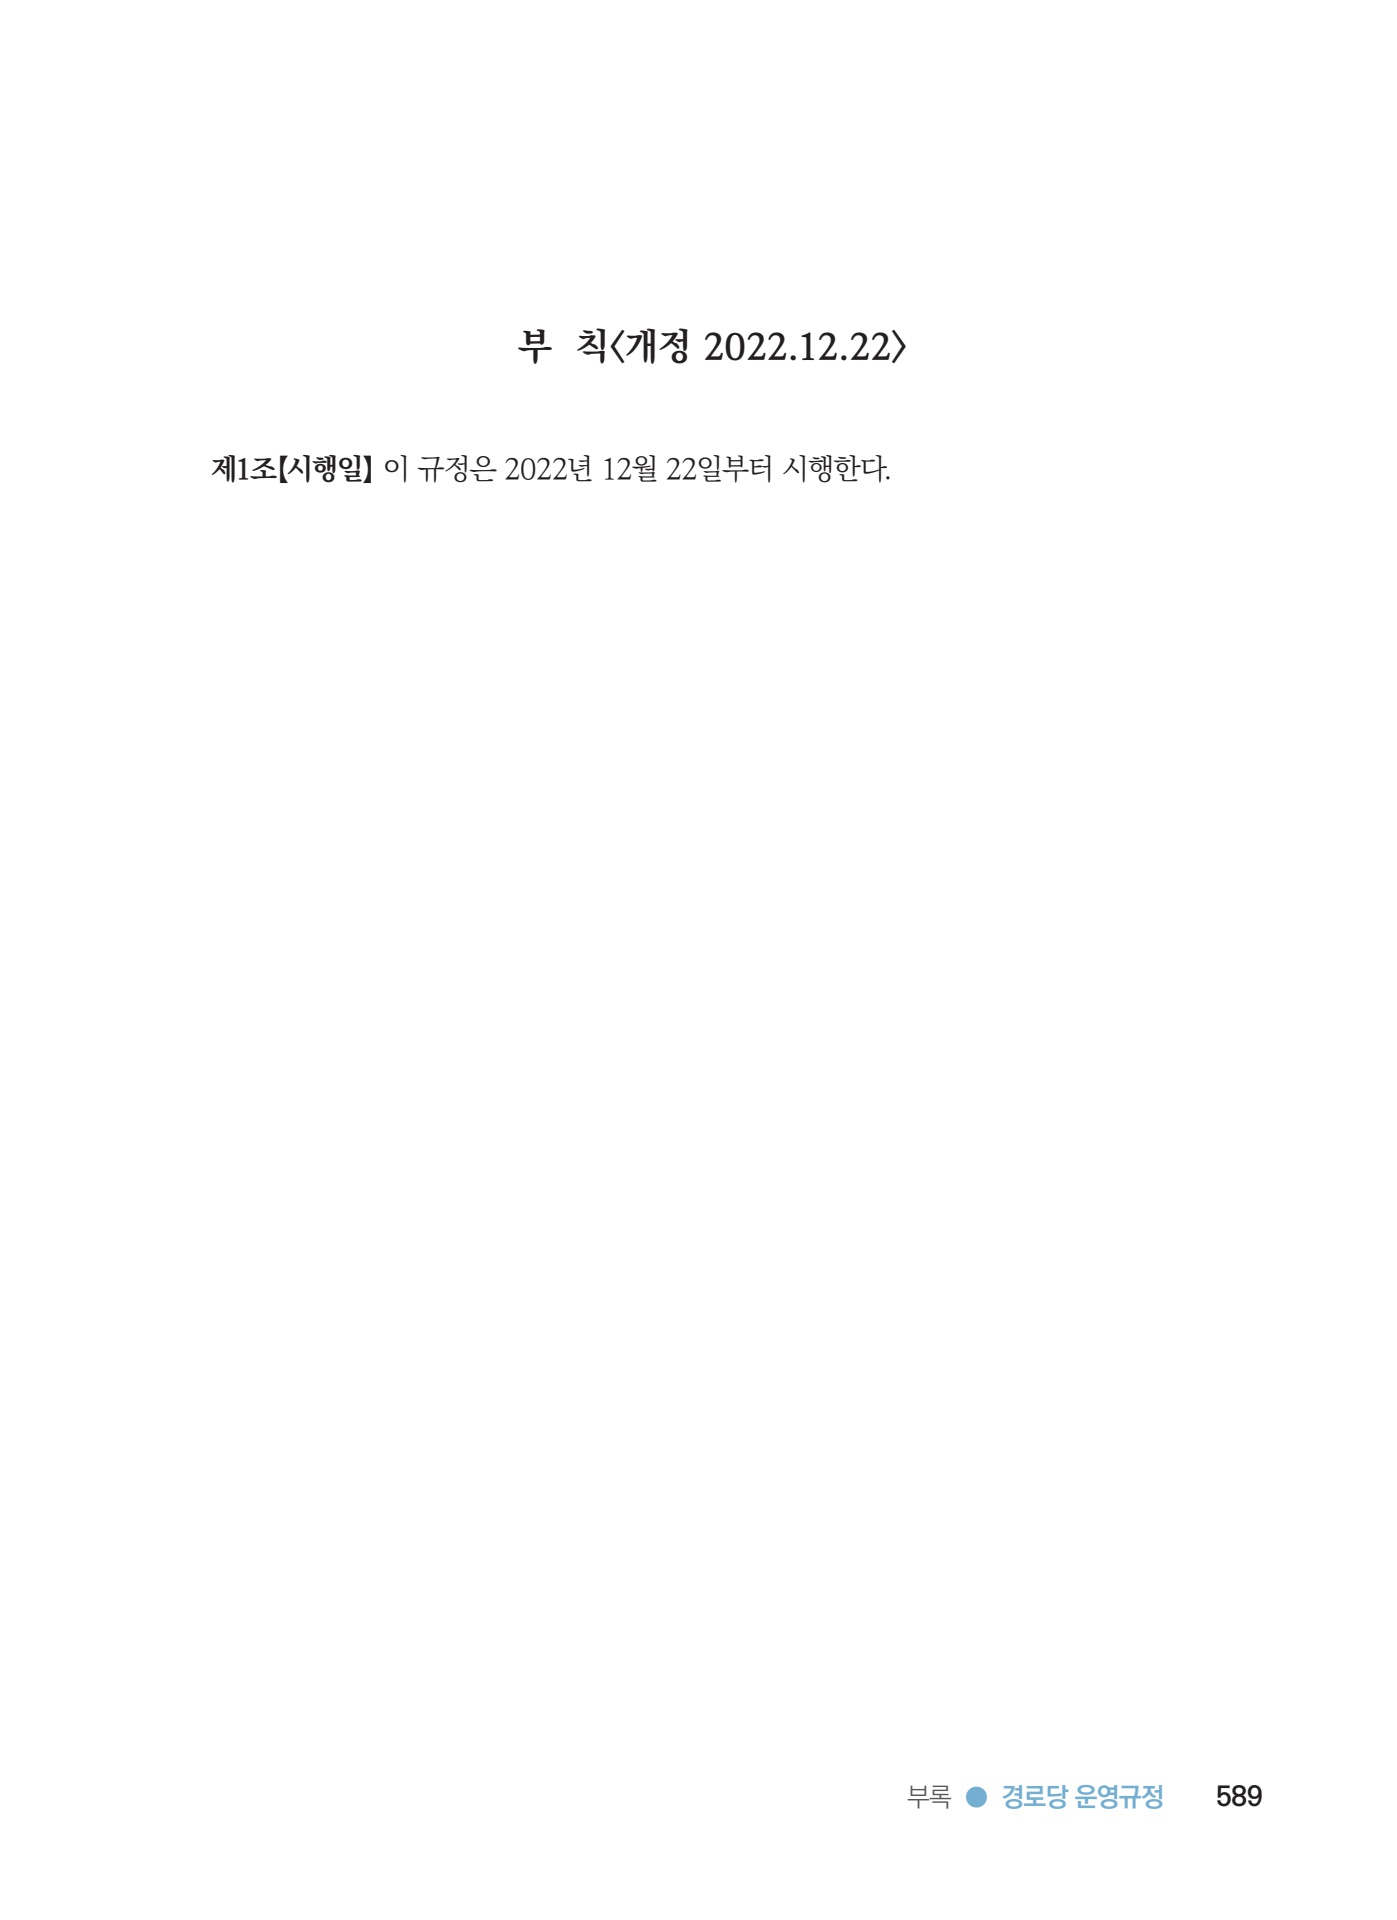 부 칙〈개정 2022.12.22〉
제1조【시행일】 이 규정은 2022년 12월 22일부터 시행한다.
부록 ● 경로당 운영규정 589